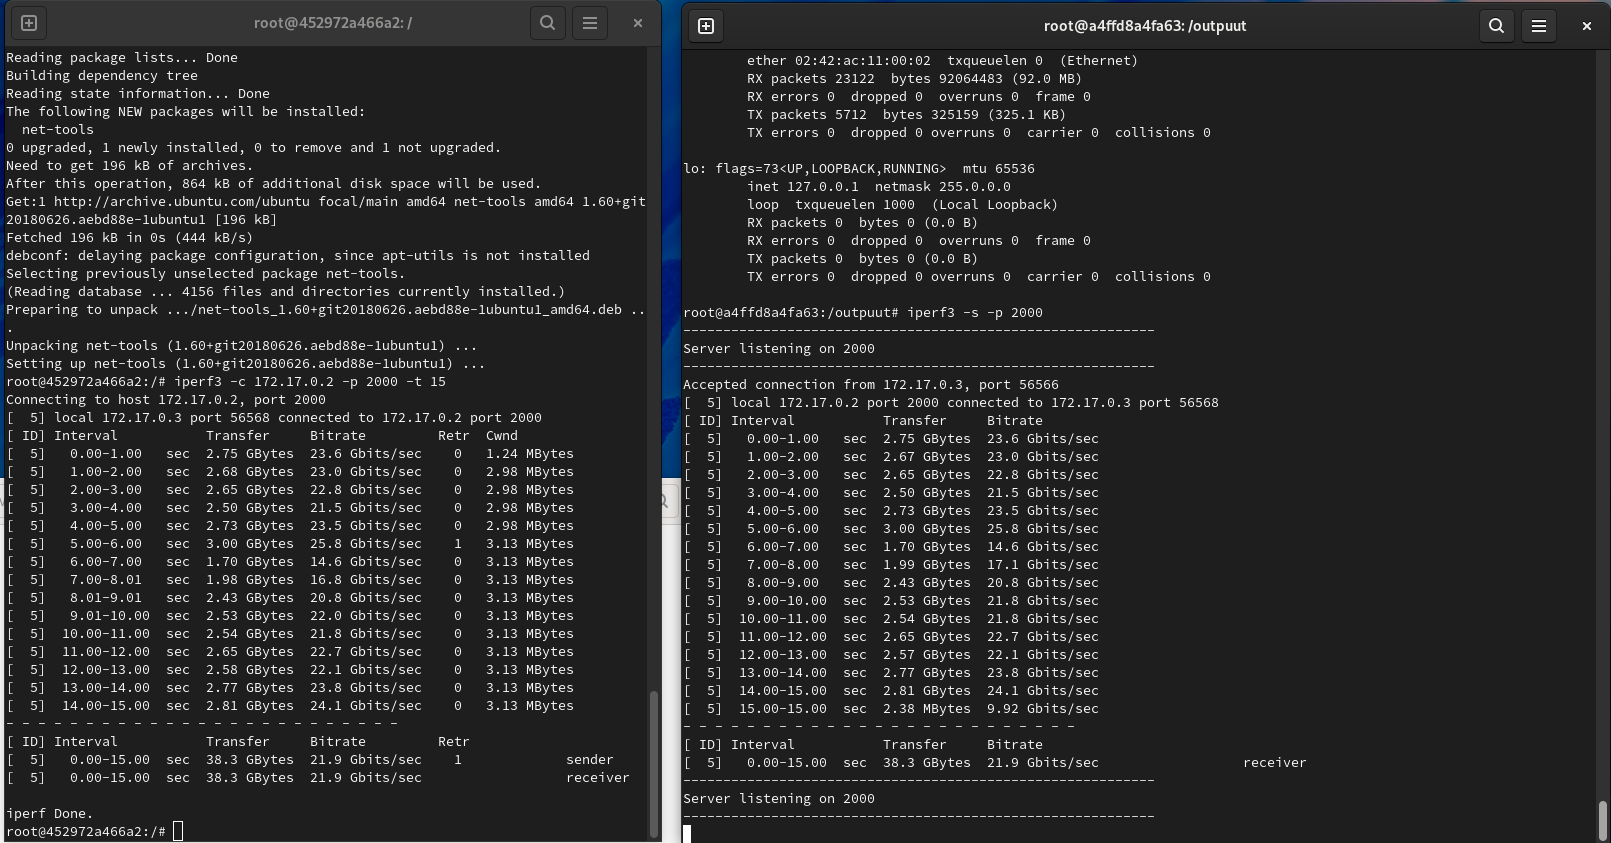 root@452972a466a2: /
Reading package lists... Done
Building dependency tree
Reading state information... Done
The following NEW packages will be installed:
  net-tools
0 upgraded, 1 newly installed, 0 to remove and 1 not upgraded.
Need to get 196 kB of archives.
After this operation, 864 kB of additional disk space will be used.
Get:1 http://archive.ubuntu.com/ubuntu focal/main amd64 net-tools amd64 1.60+git
20180626.aebd88e-1ubuntu1 [196 kB]
Fetched 196 kB in 0s (444 kB/s)
debconf: delaying package configuration, since apt-utils is not installed
Selecting previously unselected package net-tools.
(Reading database ... 4156 files and directories currently installed.)
Preparing to unpack .../net-tools_1.60+git20180626.aebd88e-1ubuntu1_amd64.deb ..
.
Unpacking net-tools (1.60+git20180626.aebd88e-1ubuntu1) ...
Setting up net-tools (1.60+git20180626.aebd88e-1ubuntu1) ...
root@452972a466a2:/# iperf3 -c 172.17.0.2 -p 2000 -t 15
Connecting to host 172.17.0.2, port 2000
[  5] local 172.17.0.3 port 56568 connected to 172.17.0.2 port 2000
[ ID] Interval           Transfer     Bitrate         Retr  Cwnd
[  5]   0.00-1.00   sec  2.75 GBytes  23.6 Gbits/sec    0   1.24 MBytes
[  5]   1.00-2.00   sec  2.68 GBytes  23.0 Gbits/sec    0   2.98 MBytes
[  5]   2.00-3.00   sec  2.65 GBytes  22.8 Gbits/sec    0   2.98 MBytes
[  5]   3.00-4.00   sec  2.50 GBytes  21.5 Gbits/sec    0   2.98 MBytes
[  5]   4.00-5.00   sec  2.73 GBytes  23.5 Gbits/sec    0   2.98 MBytes
[  5]   5.00-6.00   sec  3.00 GBytes  25.8 Gbits/sec    1   3.13 MBytes
[  5]   6.00-7.00   sec  1.70 GBytes  14.6 Gbits/sec    0   3.13 MBytes
[  5]   7.00-8.01   sec  1.98 GBytes  16.8 Gbits/sec    0   3.13 MBytes
[  5]   8.01-9.01   sec  2.43 GBytes  20.8 Gbits/sec    0   3.13 MBytes
[  5]   9.01-10.00  sec  2.53 GBytes  22.0 Gbits/sec    0   3.13 MBytes
[  5]  10.00-11.00  sec  2.54 GBytes  21.8 Gbits/sec    0   3.13 MBytes
[  5]  11.00-12.00  sec  2.65 GBytes  22.7 Gbits/sec    0   3.13 MBytes
[  5]  12.00-13.00  sec  2.58 GBytes  22.1 Gbits/sec    0   3.13 MBytes
[  5]  13.00-14.00  sec  2.77 GBytes  23.8 Gbits/sec    0   3.13 MBytes
[  5]  14.00-15.00  sec  2.81 GBytes  24.1 Gbits/sec    0   3.13 MBytes
- - - - - - - - - - - - - - - - - - - - - - - - -
[ ID] Interval           Transfer     Bitrate         Retr
[  5]   0.00-15.00  sec  38.3 GBytes  21.9 Gbits/sec    1             sender
[  5]   0.00-15.00  sec  38.3 GBytes  21.9 Gbits/sec                  receiver
iperf Done.
root@452972a466a2:/#
root@a4ffd8a4fa63: /outpuut
        ether 02:42:ac:11:00:02  txqueuelen 0  (Ethernet)
        RX packets 23122  bytes 92064483 (92.0 MB)
        RX errors 0  dropped 0  overruns 0  frame 0
        TX packets 5712  bytes 325159 (325.1 KB)
        TX errors 0  dropped 0 overruns 0  carrier 0  collisions 0
lo: flags=73<UP,LOOPBACK,RUNNING>  mtu 65536
        inet 127.0.0.1  netmask 255.0.0.0
        loop  txqueuelen 1000  (Local Loopback)
        RX packets 0  bytes 0 (0.0 B)
        RX errors 0  dropped 0  overruns 0  frame 0
        TX packets 0  bytes 0 (0.0 B)
        TX errors 0  dropped 0 overruns 0  carrier 0  collisions 0
root@a4ffd8a4fa63:/outpuut# iperf3 -s -p 2000
-----------------------------------------------------------
Server listening on 2000
-----------------------------------------------------------
Accepted connection from 172.17.0.3, port 56566
[  5] local 172.17.0.2 port 2000 connected to 172.17.0.3 port 56568
[ ID] Interval           Transfer     Bitrate
[  5]   0.00-1.00   sec  2.75 GBytes  23.6 Gbits/sec
[  5]   1.00-2.00   sec  2.67 GBytes  23.0 Gbits/sec
[  5]   2.00-3.00   sec  2.65 GBytes  22.8 Gbits/sec
[  5]   3.00-4.00   sec  2.50 GBytes  21.5 Gbits/sec
[  5]   4.00-5.00   sec  2.73 GBytes  23.5 Gbits/sec
[  5]   5.00-6.00   sec  3.00 GBytes  25.8 Gbits/sec
[  5]   6.00-7.00   sec  1.70 GBytes  14.6 Gbits/sec
[  5]   7.00-8.00   sec  1.99 GBytes  17.1 Gbits/sec
[  5]   8.00-9.00   sec  2.43 GBytes  20.8 Gbits/sec
[  5]   9.00-10.00  sec  2.53 GBytes  21.8 Gbits/sec
[  5]  10.00-11.00  sec  2.54 GBytes  21.8 Gbits/sec
[  5]  11.00-12.00  sec  2.65 GBytes  22.7 Gbits/sec
[  5]  12.00-13.00  sec  2.57 GBytes  22.1 Gbits/sec
[  5]  13.00-14.00  sec  2.77 GBytes  23.8 Gbits/sec
[  5]  14.00-15.00  sec  2.81 GBytes  24.1 Gbits/sec
[  5]  15.00-15.00  sec  2.38 MBytes  9.92 Gbits/sec
- - - - - - - - - - - - - - - - - - - - - - - - -
[ ID] Interval           Transfer     Bitrate
[  5]   0.00-15.00  sec  38.3 GBytes  21.9 Gbits/sec                  receiver
-----------------------------------------------------------
Server listening on 2000
-----------------------------------------------------------